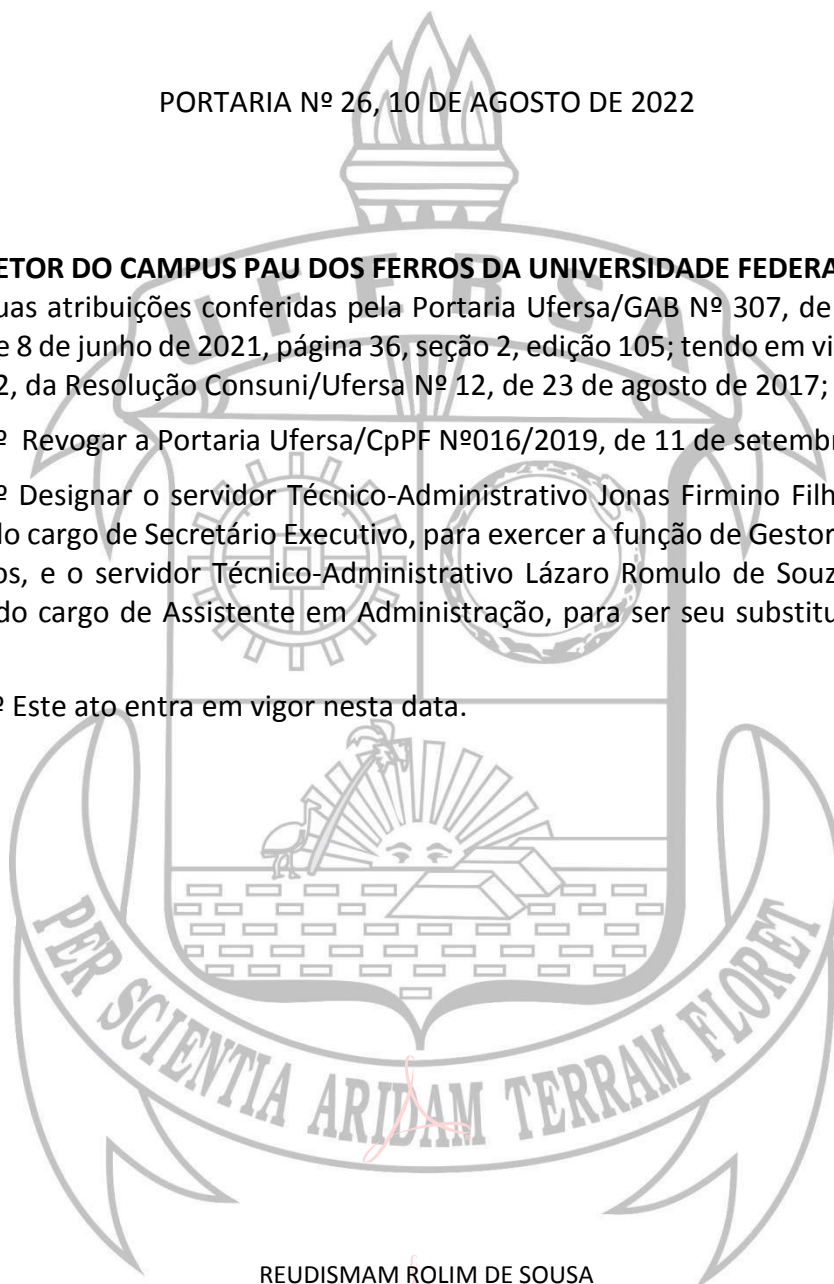 PORTARIA Nº 26, 10 DE AGOSTO DE 2022
ETOR DO CAMPUS PAU DOS FERROS DA UNIVERSIDADE FEDERA
uas atribuições conferidas pela Portaria Ufersa/GAB Nº 307, de
e 8 de junho de 2021, página 36, seção 2, edição 105; tendo em vi
2, da Resolução Consuni/Ufersa Nº 12, de 23 de agosto de 2017;
º Revogar a Portaria Ufersa/CpPF Nº016/2019, de 11 de setembr
º Designar o servidor Técnico-Administrativo Jonas Firmino Filh
do cargo de Secretário Executivo, para exercer a função de Gestor
os, e o servidor Técnico-Administrativo Lázaro Romulo de Souz
do cargo de Assistente em Administração, para ser seu substitu
º Este ato entra em vigor nesta data.
UFERSA
PER SCIENTIA ARIDAM TERRAM FLORET
REUDISMAM ROLIM DE SOUSA